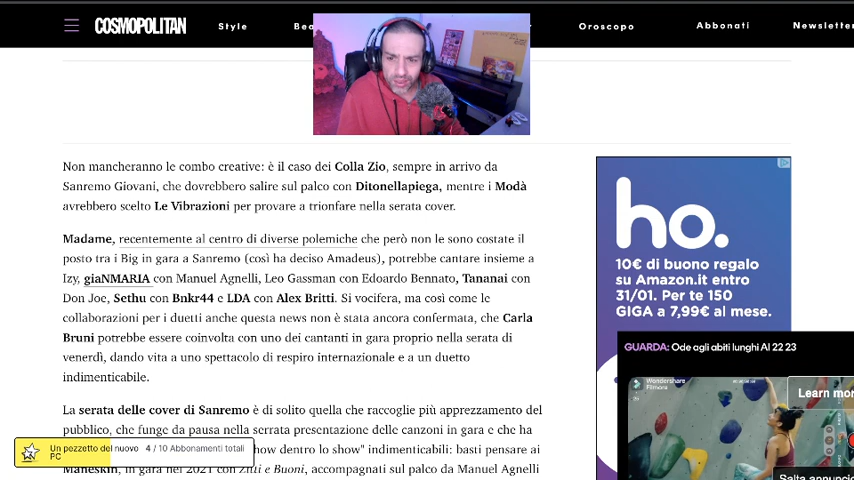 COSMOPOLITAN
Style
Oroscopo
Abbonati
Newsletter
Non mancheranno le combo creative: è il caso dei Colla Zio, sempre in arrivo da
Sanremo Giovani, che dovrebbero salire sul palco con Ditonellapiega, mentre i Modà
avrebbero scelto Le Vibrazioni per provare a trionfare nella serata cover.
Madame, recentemente al centro di diverse polemiche che però non le sono costate il
posto tra i Big in gara a Sanremo (così ha deciso Amadeus), potrebbe cantare insieme a
Izy, giaNMARIA con Manuel Agnelli, Leo Gassman con Edoardo Bennato, Tananai con
Don Joe, Sethu con Bnkr44 e LDA con Alex Britti. Si vocifera, ma così come le
collaborazioni per i duetti anche questa news non è stata ancora confermata, che Carla
Bruni potrebbe essere coinvolta con uno dei cantanti in gara proprio nella serata di
venerdì, dando vita a uno spettacolo di respiro internazionale e a un duetto
indimenticabile.
La serata delle cover di Sanremo è di solito quella che raccoglie più apprezzamento del
pubblico, che funge da pausa nella serrata presentazione delle canzoni in gara e che ha
how dentro lo show" indimenticabili: basti pensare ai
Maneskin, in gara nel 2021 con Zitti e Buoni, accompagnati sul palco da Manuel Agnelli
Un pezzetto del nuovo PC
4 / 10 Abbonamenti totali
ho.
10€ di buono regalo
su Amazon.it entro
31/01. Per te 150
GIGA a 7,99€ al mese.
GUARDA: Ode agli abiti lunghi AI 22 23
Wondershare
Filmora
Learn mor
Salta annuncio